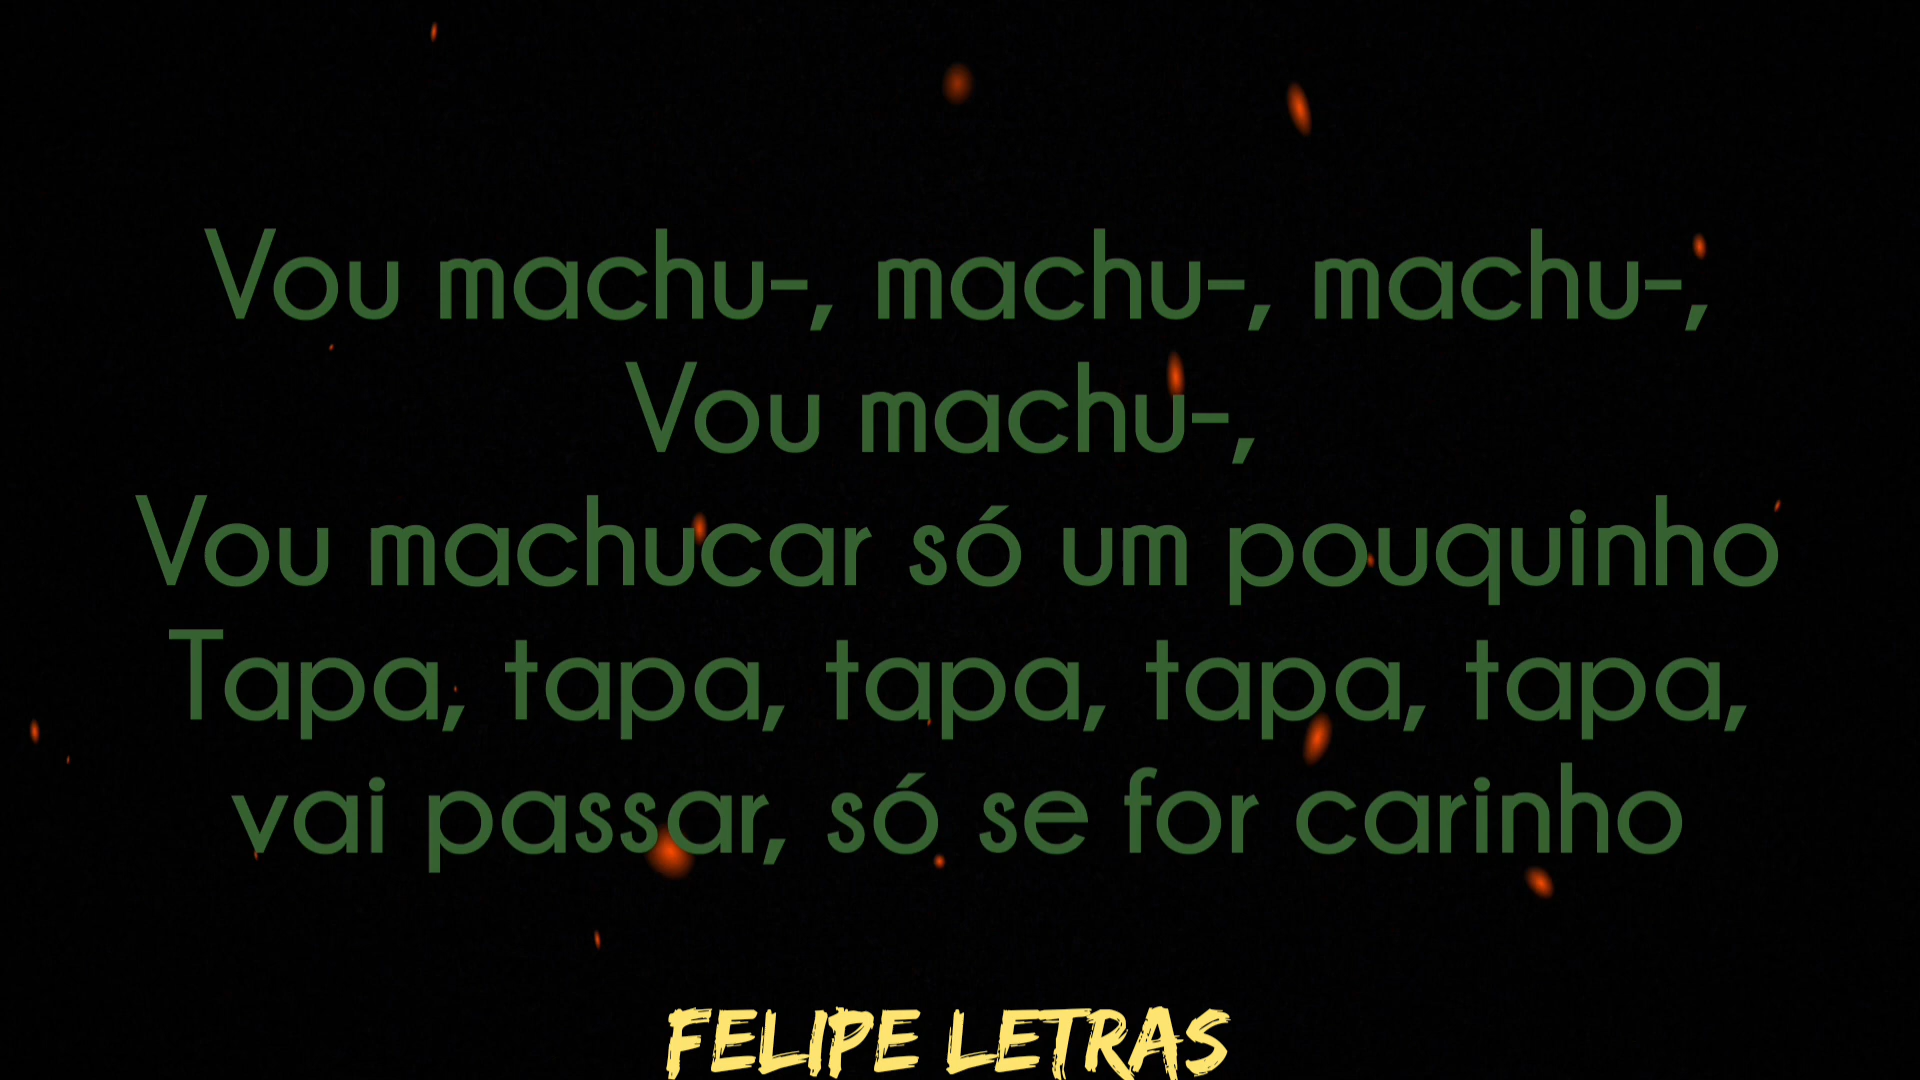 Vou machu-, machu-, machu-,
Vou machu-,
Vou machucar só um pouquinho
Tapa, tapa, tapa, tapa, tapa,
vai passar, só se for carinho
FELIPE LETRAS